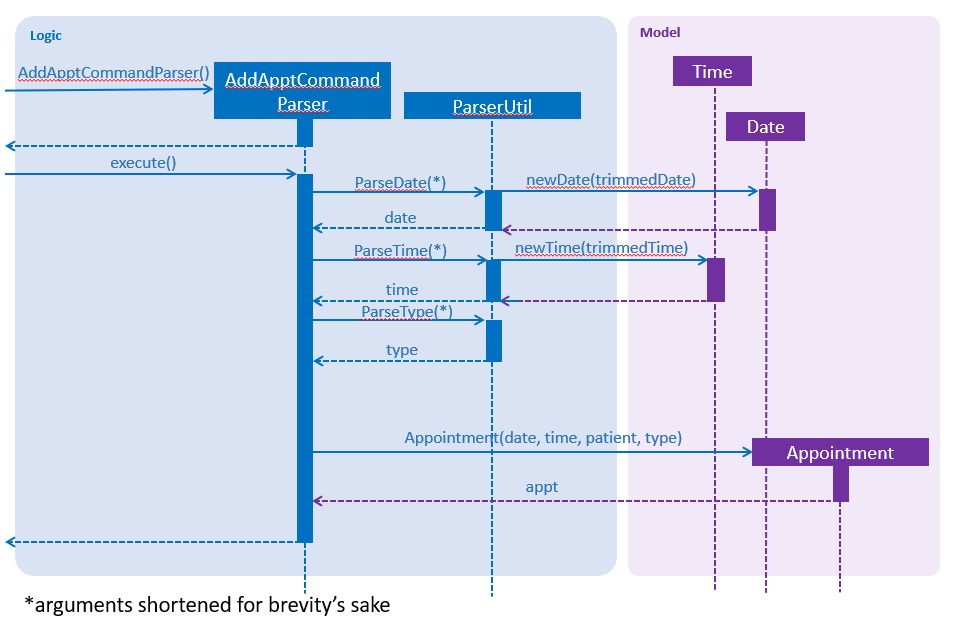 Logic
Model
AddApptCommandParser()
AddApptCommand
Parser
ParserUtil
Time
Date
execute()
ParseDate(*)
newDate(trimmedDate)
date
ParseTime(*)
newTime(trimmedTime)
time
ParseType(*)
type
Appointment(date, time, patient, type)
Appointment
appt
*arguments shortened for brevity's sake